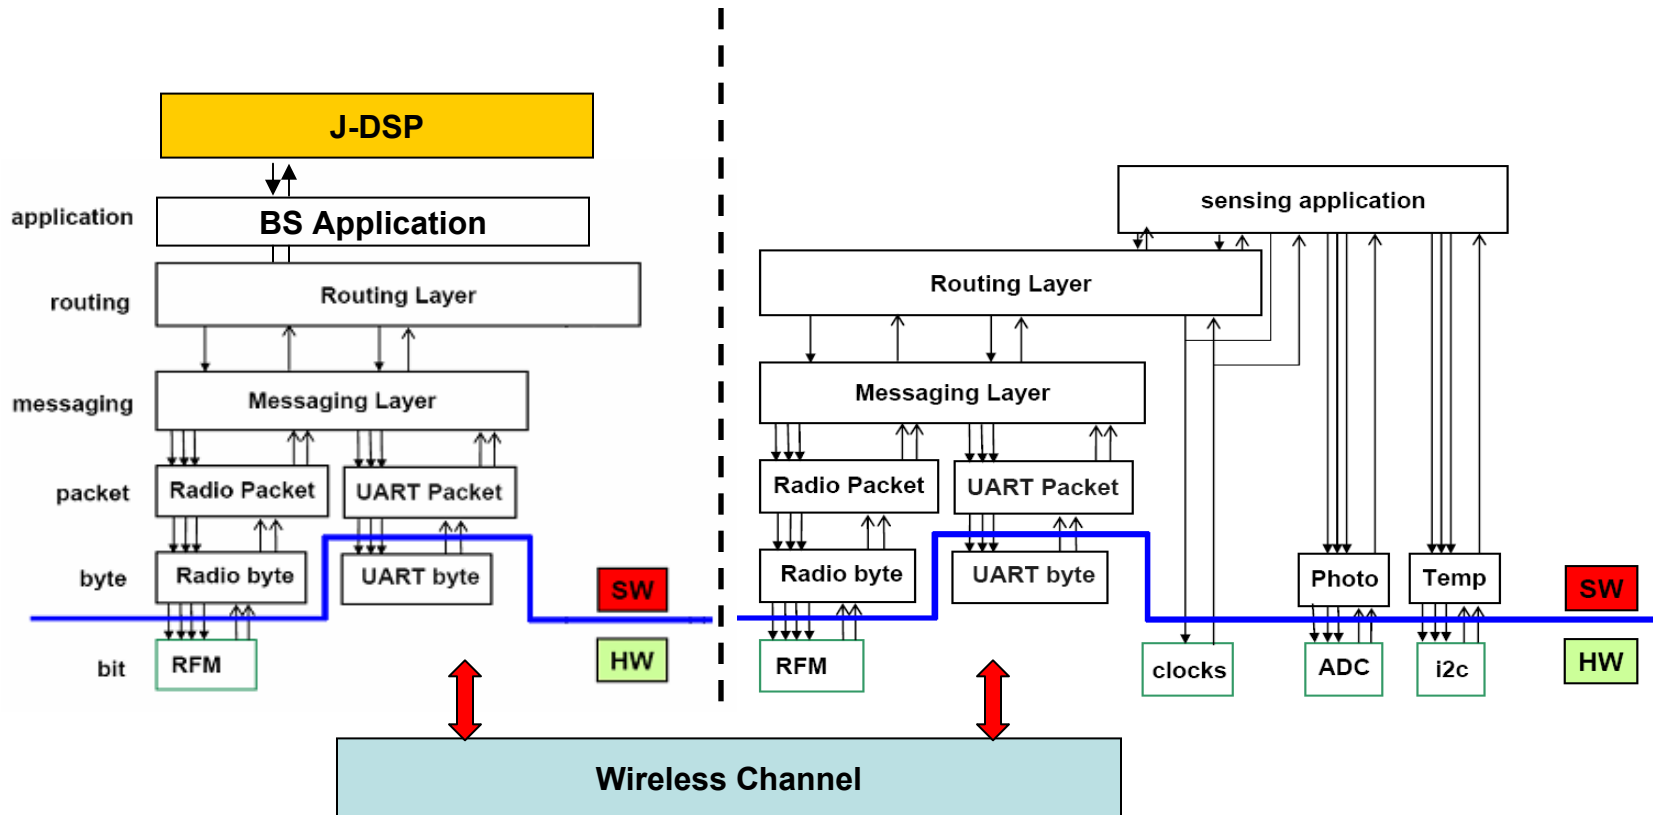 J-DSP
application
BS Application
routing
Routing Layer
messaging
Messaging Layer
packet
Radio Packet
UART Packet
byte
Radio byte
UART byte
SW
bit
RFM
HW
sensing application
Routing Layer
Messaging Layer
Radio Packet
UART Packet
Radio byte
UART byte
Photo
Temp
SW
RFM
clocks
ADC
i2c
HW
Wireless Channel